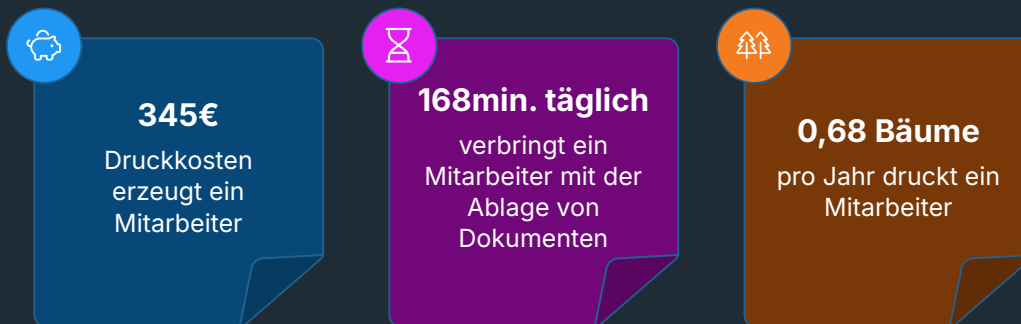 345€
Druckkosten
erzeugt ein
Mitarbeiter
168min. täglich
verbringt ein
Mitarbeiter mit der
Ablage von
Dokumenten
0,68 Bäume
pro Jahr druckt ein
Mitarbeiter